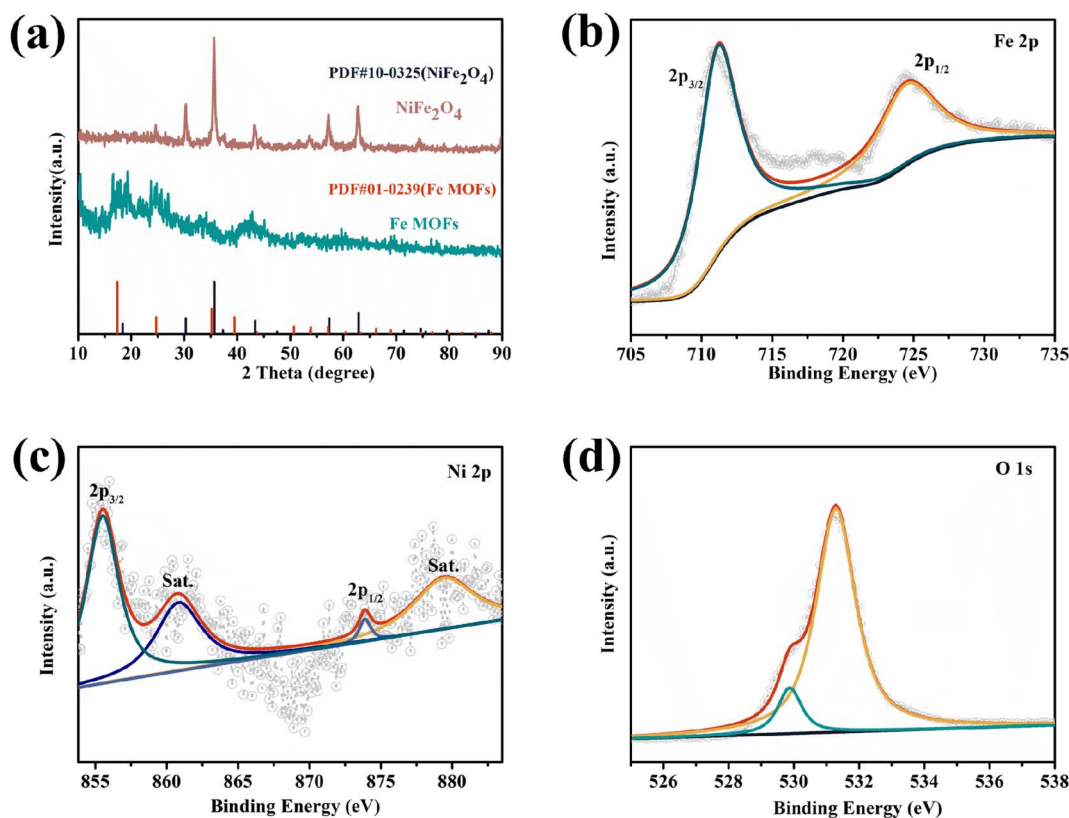 (a)
PDF#10-0325(NiFe₂O₄)
NiFe₂O₄
PDF#01-0239(Fe MOFs)
Fe MOFs
Intensity(a.u.)
10 20 30 40 50 60 70 80 90
2 Theta (degree)
(b)
Fe 2p
2p₃/₂
2p₁/₂
Intensity (a.u.)
705 710 715 720 725 730 735
Binding Energy (eV)
(c)
Ni 2p
2p₃/₂
Sat.
2p₁/₂
Sat.
Intensity (a.u.)
855 860 865 870 875 880
Binding Energy (eV)
(d)
O 1s
Intensity (a.u.)
526 528 530 532 534 536 538
Binding Energy (eV)